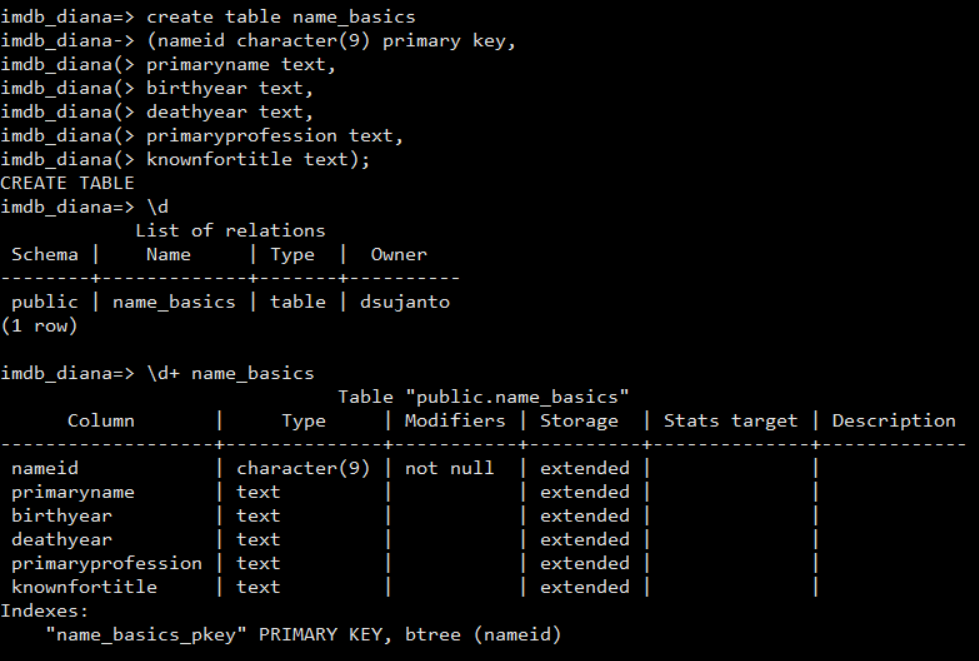 imdb_diana=> create table name_basics
imdb_diana-> (nameid character(9) primary key,
imdb_diana(> primaryname text,
imdb_diana(> birthyear text,
imdb_diana(> deathyear text,
imdb_diana(> primaryprofession text,
imdb_diana(> knownfortitle text);
CREATE TABLE
imdb_diana=> \d
             List of relations
 Schema |    Name     | Type  |  Owner
--------+-------------+-------+----------
 public | name_basics | table | dsujanto
(1 row)

imdb_diana=> \d+ name_basics
                              Table "public.name_basics"
      Column       |     Type     | Modifiers | Storage  | Stats target | Description
-------------------+--------------+-----------+----------+--------------+-------------
 nameid            | character(9) | not null  | extended |              |
 primaryname       | text         |           | extended |              |
 birthyear         | text         |           | extended |              |
 deathyear         | text         |           | extended |              |
 primaryprofession | text         |           | extended |              |
 knownfortitle     | text         |           | extended |              |
Indexes:
    "name_basics_pkey" PRIMARY KEY, btree (nameid)